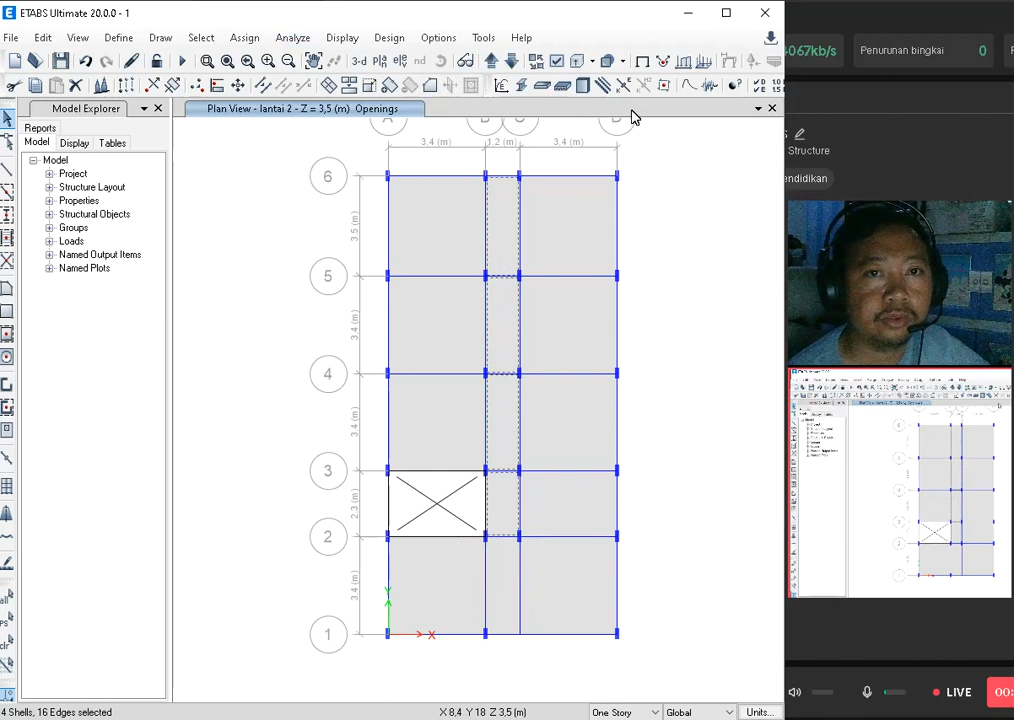 ETABS Ultimate 20.0.0 - 1
File Edit View Define Draw Select Assign Analyze Display Design Options Tools Help
Model Explorer
Plan View - lantai 2 - Z = 3,5 (m) Openings
Reports
Model Display Tables
Model
Project
Structure Layout
Properties
Structural Objects
Groups
Loads
Named Output Items
Named Plots
3,4 (m) 1,2 (m) 3,4 (m)
6
3.5 (m)
5
3.4 (m)
4
3.4 (m)
3
2.3 (m)
2
3.4 (m)
1
Y
X
4 Shells, 16 Edges selected
X 8,4 Y 18 Z 3,5 (m)
One Story
Global
Units...
4067kb/s
Penurunan bingkai 0
Structure
LIVE